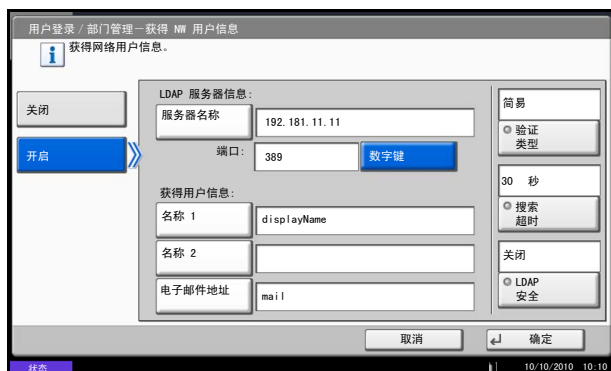 用户登录 / 部门管理－获得 NW 用户信息
获得网络用户信息。
关闭
开启
LDAP 服务器信息:
服务器名称
192.181.11.11
端口:
389
数字键
获得用户信息:
名称 1
displayName
名称 2
电子邮件地址
mail
简易
验证
类型
30 秒
搜索
超时
关闭
LDAP
安全
取消
确定
状态
10/10/2010 10:10